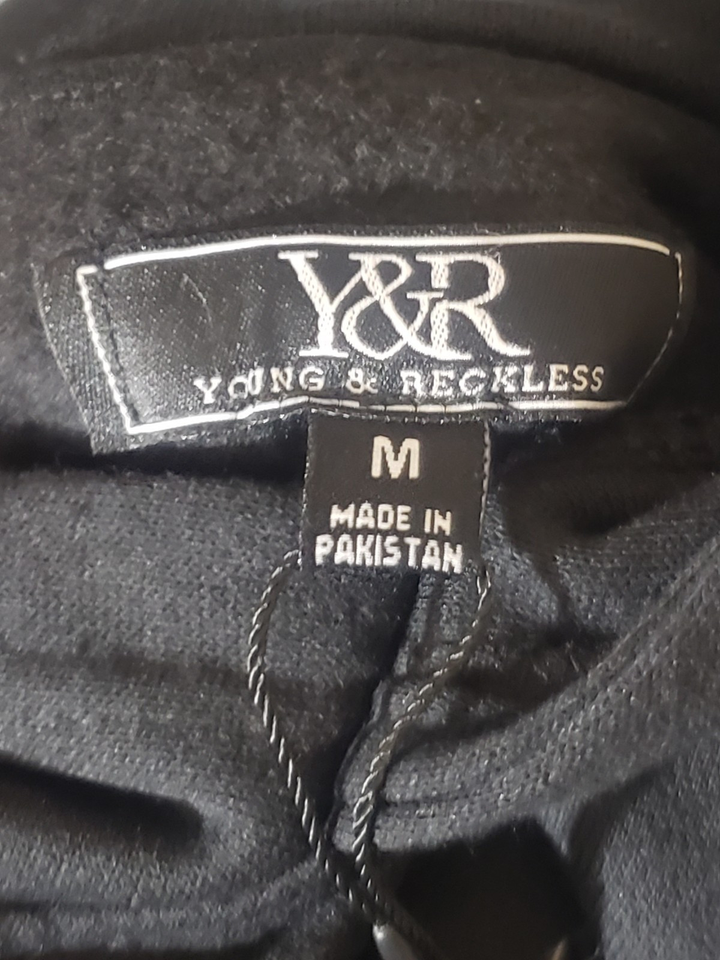 Y&R
YOUNG & RECKLESS
M
MADE IN
PAKISTAN